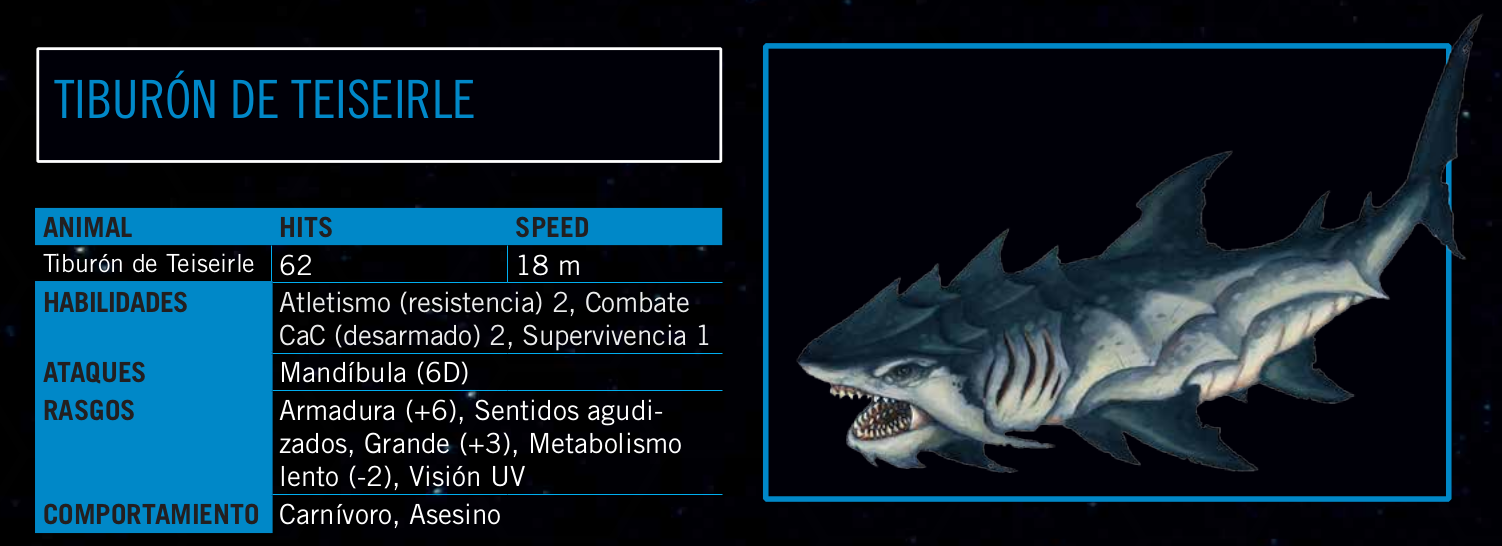 TIBURÓN DE TEISEIRLE
ANIMAL HITS SPEED
Tiburón de Teiseirle 62 18 m
HABILIDADES Atletismo (resistencia) 2, Combate
CaC (desarmado) 2, Supervivencia 1
ATAQUES Mandíbula (6D)
RASGOS Armadura (+6), Sentidos agudi-
zados, Grande (+3), Metabolismo
lento (-2), Visión UV
COMPORTAMIENTO Carnívoro, Asesino